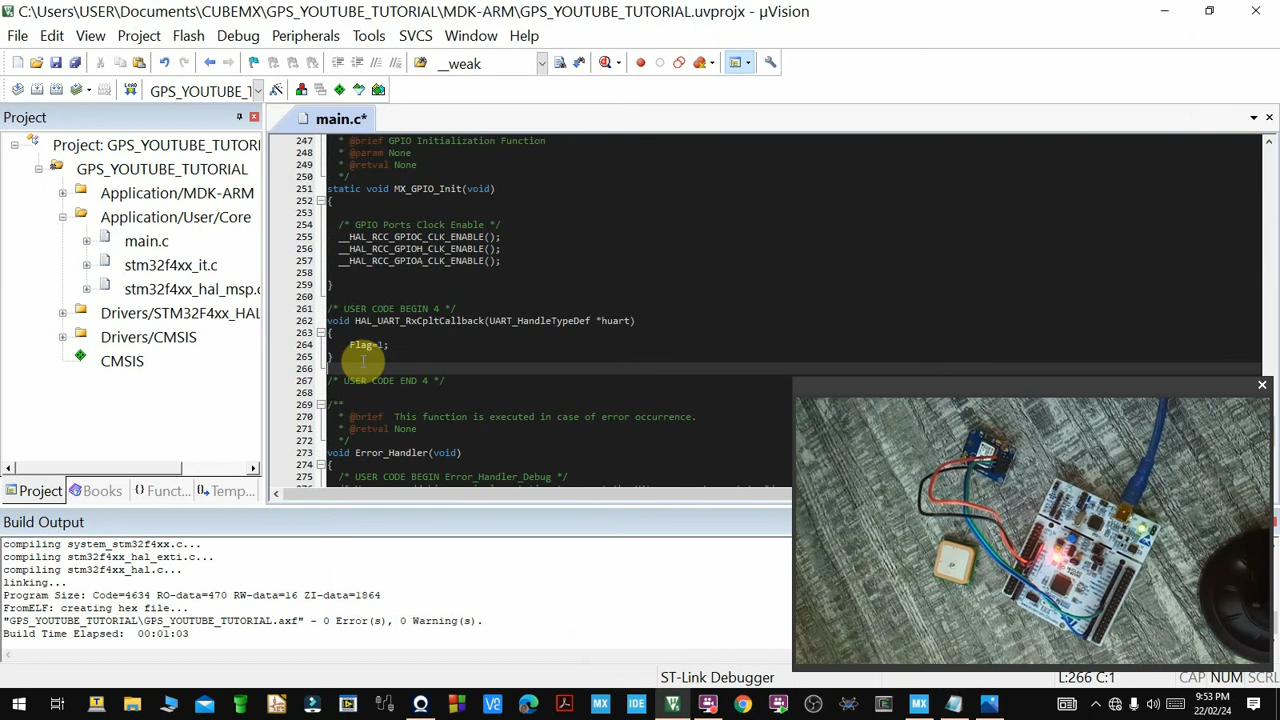 C:\Users\USER\Documents\CUBEMX\GPS_YOUTUBE_TUTORIAL\MDK-ARM\GPS_YOUTUBE_TUTORIAL.uvprojx - µVision
File Edit View Project Flash Debug Peripherals Tools SVCS Window Help
__weak
LOAD GPS_YOUTUBE_T
Project
main.c*
Project: GPS_YOUTUBE_TUTORI
GPS_YOUTUBE_TUTORIAL
Application/MDK-ARM
Application/User/Core
main.c
stm32f4xx_it.c
stm32f4xx_hal_msp.c
Drivers/STM32F4xx_HAL
Drivers/CMSIS
CMSIS
247 * @brief GPIO Initialization Function
248 * @param None
249 * @retval None
250 */
251 static void MX_GPIO_Init(void)
252 {
253
254 /* GPIO Ports Clock Enable */
255 __HAL_RCC_GPIOC_CLK_ENABLE();
256 __HAL_RCC_GPIOH_CLK_ENABLE();
257 __HAL_RCC_GPIOA_CLK_ENABLE();
258
259 }
260
261 /* USER CODE BEGIN 4 */
262 void HAL_UART_RxCpltCallback(UART_HandleTypeDef *huart)
263 {
264 Flag=1;
265 }
266
267 /* USER CODE END 4 */
268
269 /**
270 * @brief This function is executed in case of error occurrence.
271 * @retval None
272 */
273 void Error_Handler(void)
274 {
275 /* USER CODE BEGIN Error_Handler_Debug */
Project Books Funct... Temp...
Build Output
compiling system_stm32f4xx.c...
compiling stm32f4xx_hal_exti.c...
compiling stm32f4xx_hal.c...
linking...
Program Size: Code=4634 RO-data=470 RW-data=16 ZI-data=1864
FromELF: creating hex file...
"GPS_YOUTUBE_TUTORIAL\GPS_YOUTUBE_TUTORIAL.axf" - 0 Error(s), 0 Warning(s).
Build Time Elapsed: 00:01:03
ST-Link Debugger
L:266 C:1
CAP NUM SCRL
MX IDE MX
9:53 PM
22/02/24